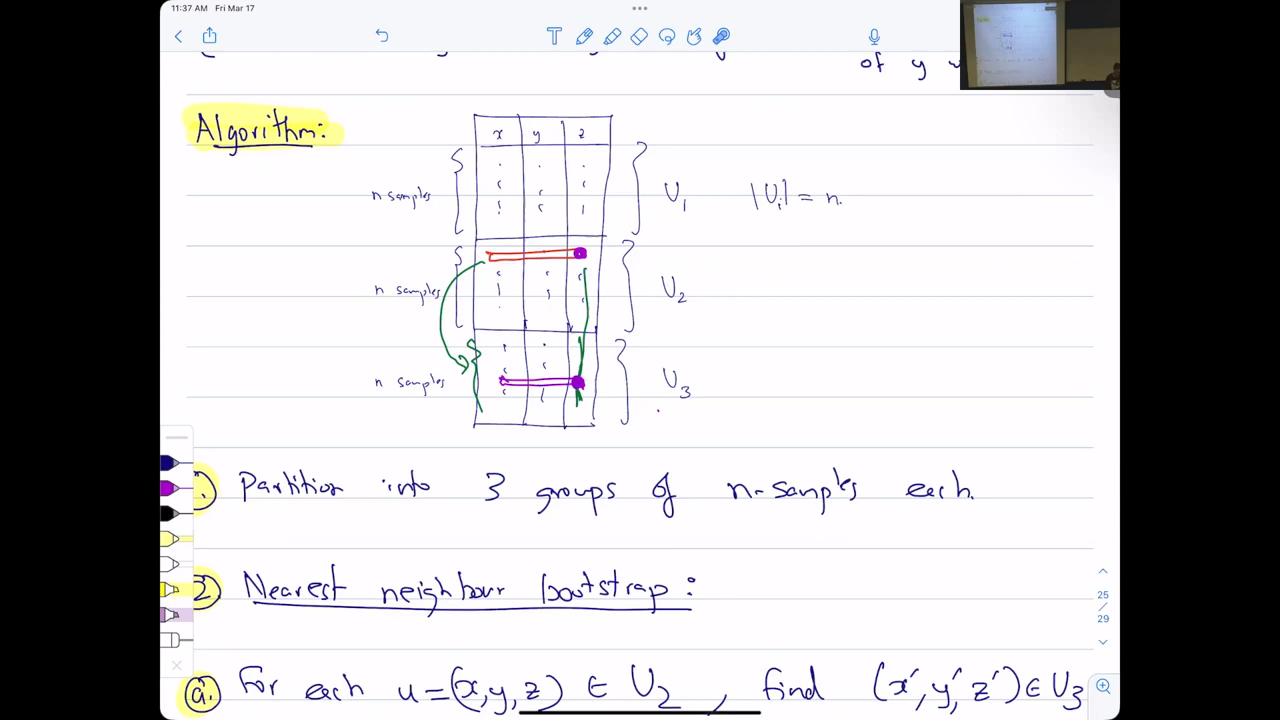 11:37 AM Fri Mar 17
of y
Algorithm:
x y z
n samples U1 |Ui| = n.
n samples U2
n samples U3
1. Partition into 3 groups of n-samples each.
2. Nearest neighbour bootstrap:
a. For each u=(x,y,z) ∈ U2, find (x',y',z') ∈ U3
25
/
29